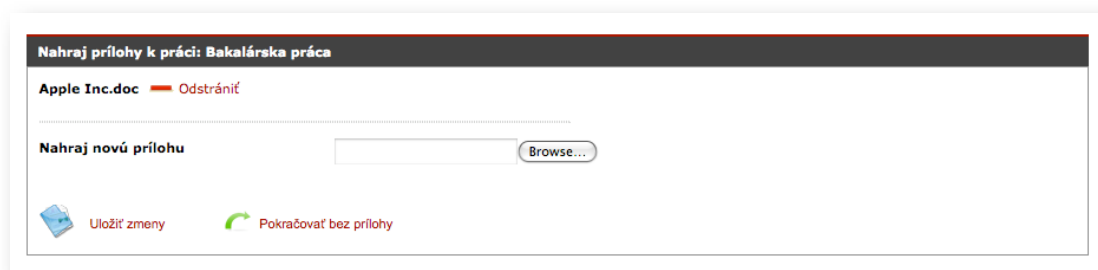 Nahraj prílohy k práci: Bakalárska práca
Apple Inc.doc Odstrániť
Nahraj novú prílohu Browse...
Uložiť zmeny Pokračovať bez prílohy